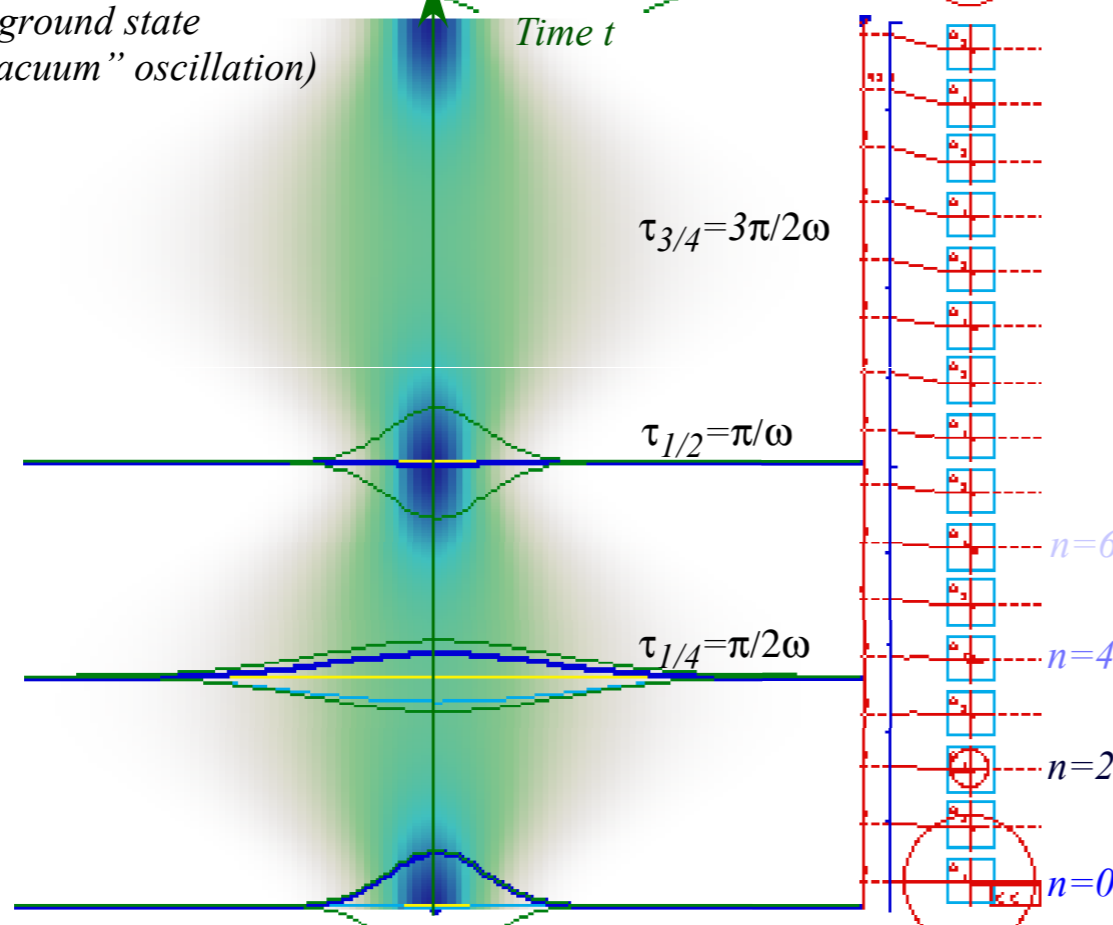 ground state
acuum” oscillation)
Time t
τ3/4=3π/2ω
τ1/2=π/ω
n=6
τ1/4=π/2ω
n=4
n=2
n=0